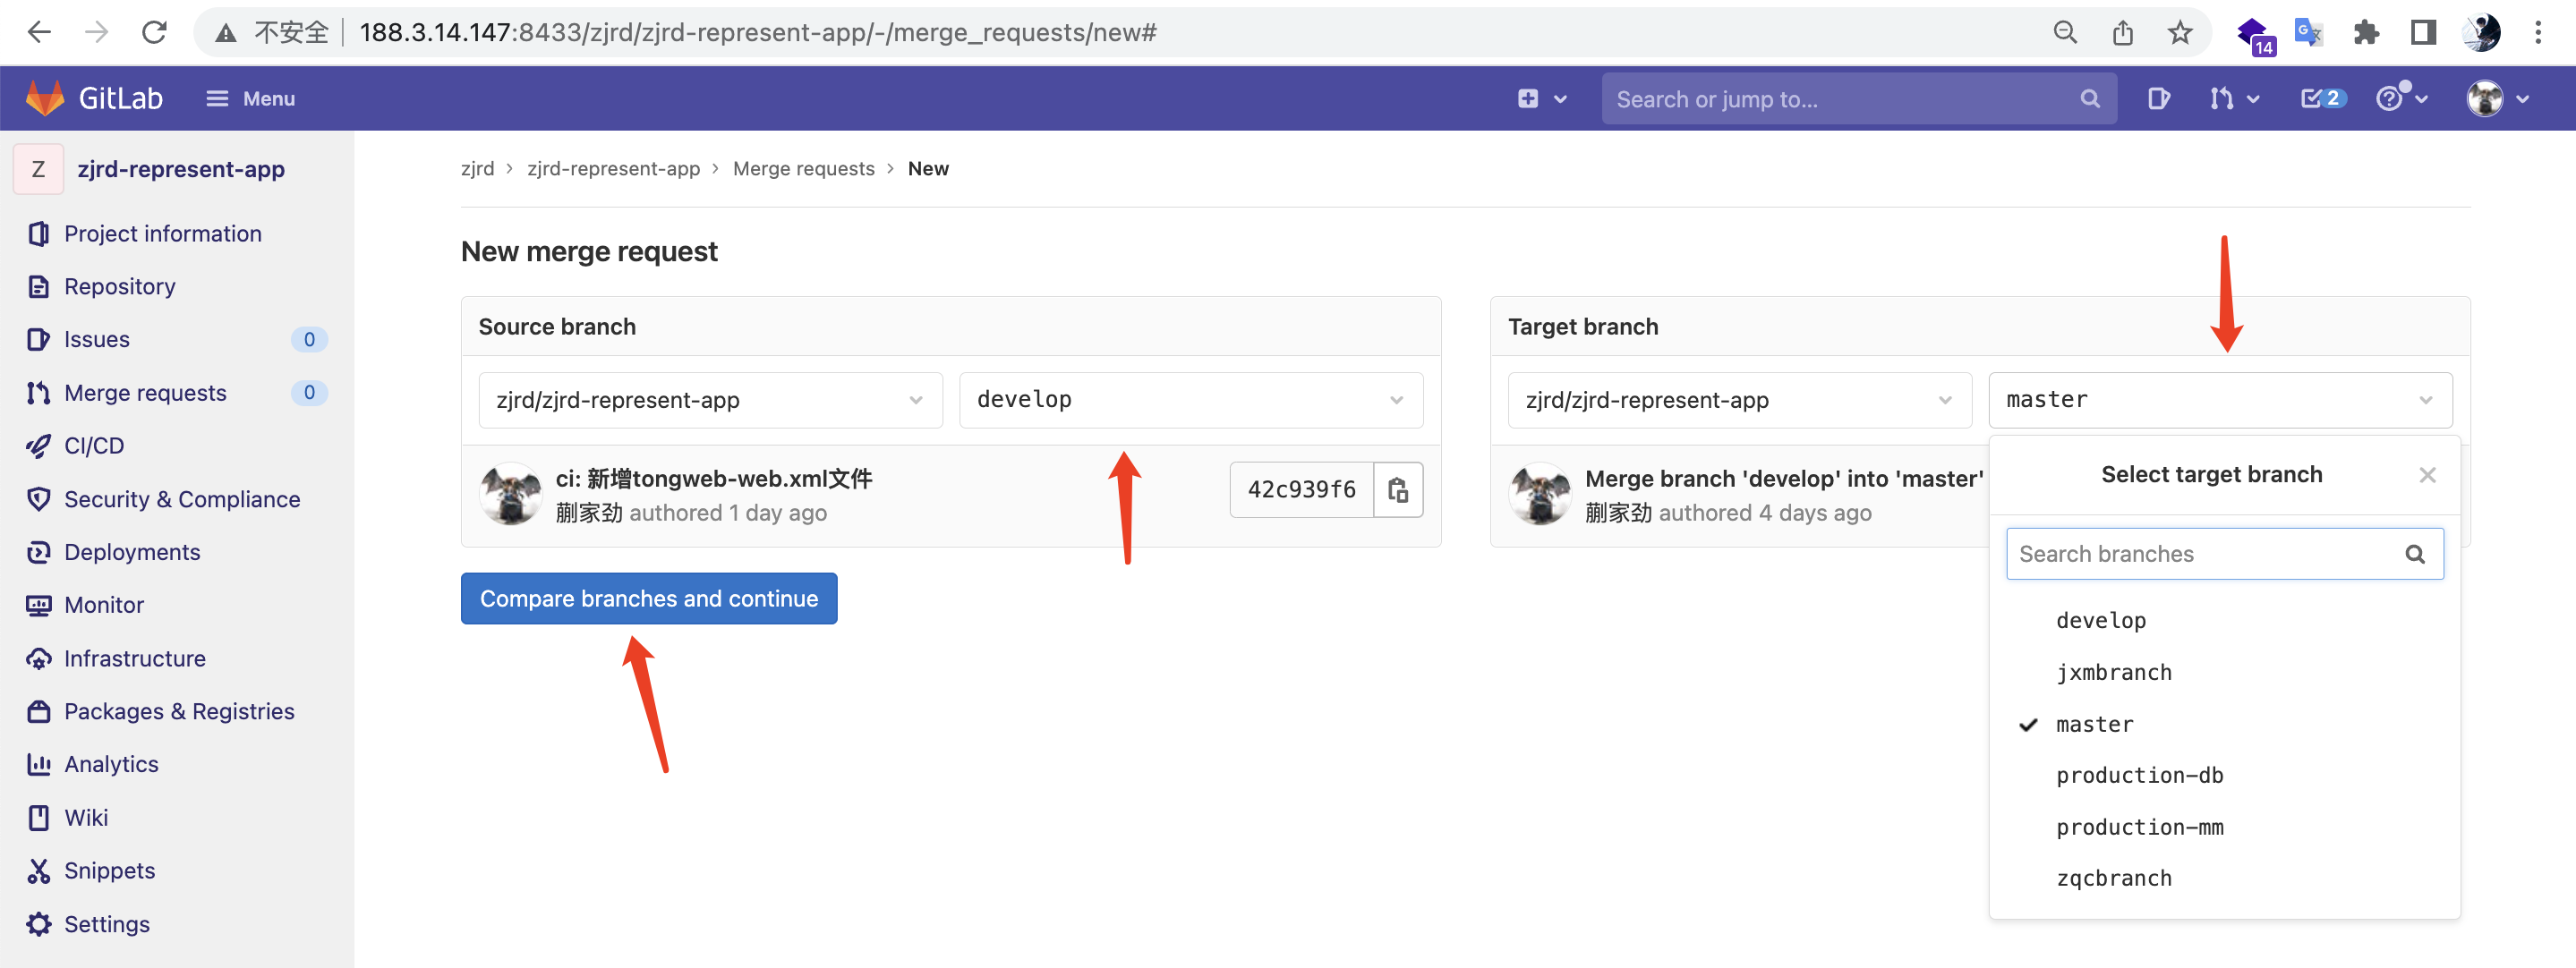 不安全 188.3.14.147:8433/zjrd/zjrd-represent-app/-/merge_requests/new#
14
GitLab Menu Search or jump to... 2
Z zjrd-represent-app
Project information
Repository
Issues 0
Merge requests 0
CI/CD
Security & Compliance
Deployments
Monitor
Infrastructure
Packages & Registries
Analytics
Wiki
Snippets
Settings
zjrd > zjrd-represent-app > Merge requests > New
New merge request
Source branch
zjrd/zjrd-represent-app develop
ci: 新增tongweb-web.xml文件
蒯家劲 authored 1 day ago
42c939f6
Compare branches and continue
Target branch
zjrd/zjrd-represent-app master
Merge branch 'develop' into 'master'
蒯家劲 authored 4 days ago
Select target branch
Search branches
develop
jxmbranch
master
production-db
production-mm
zqcbranch